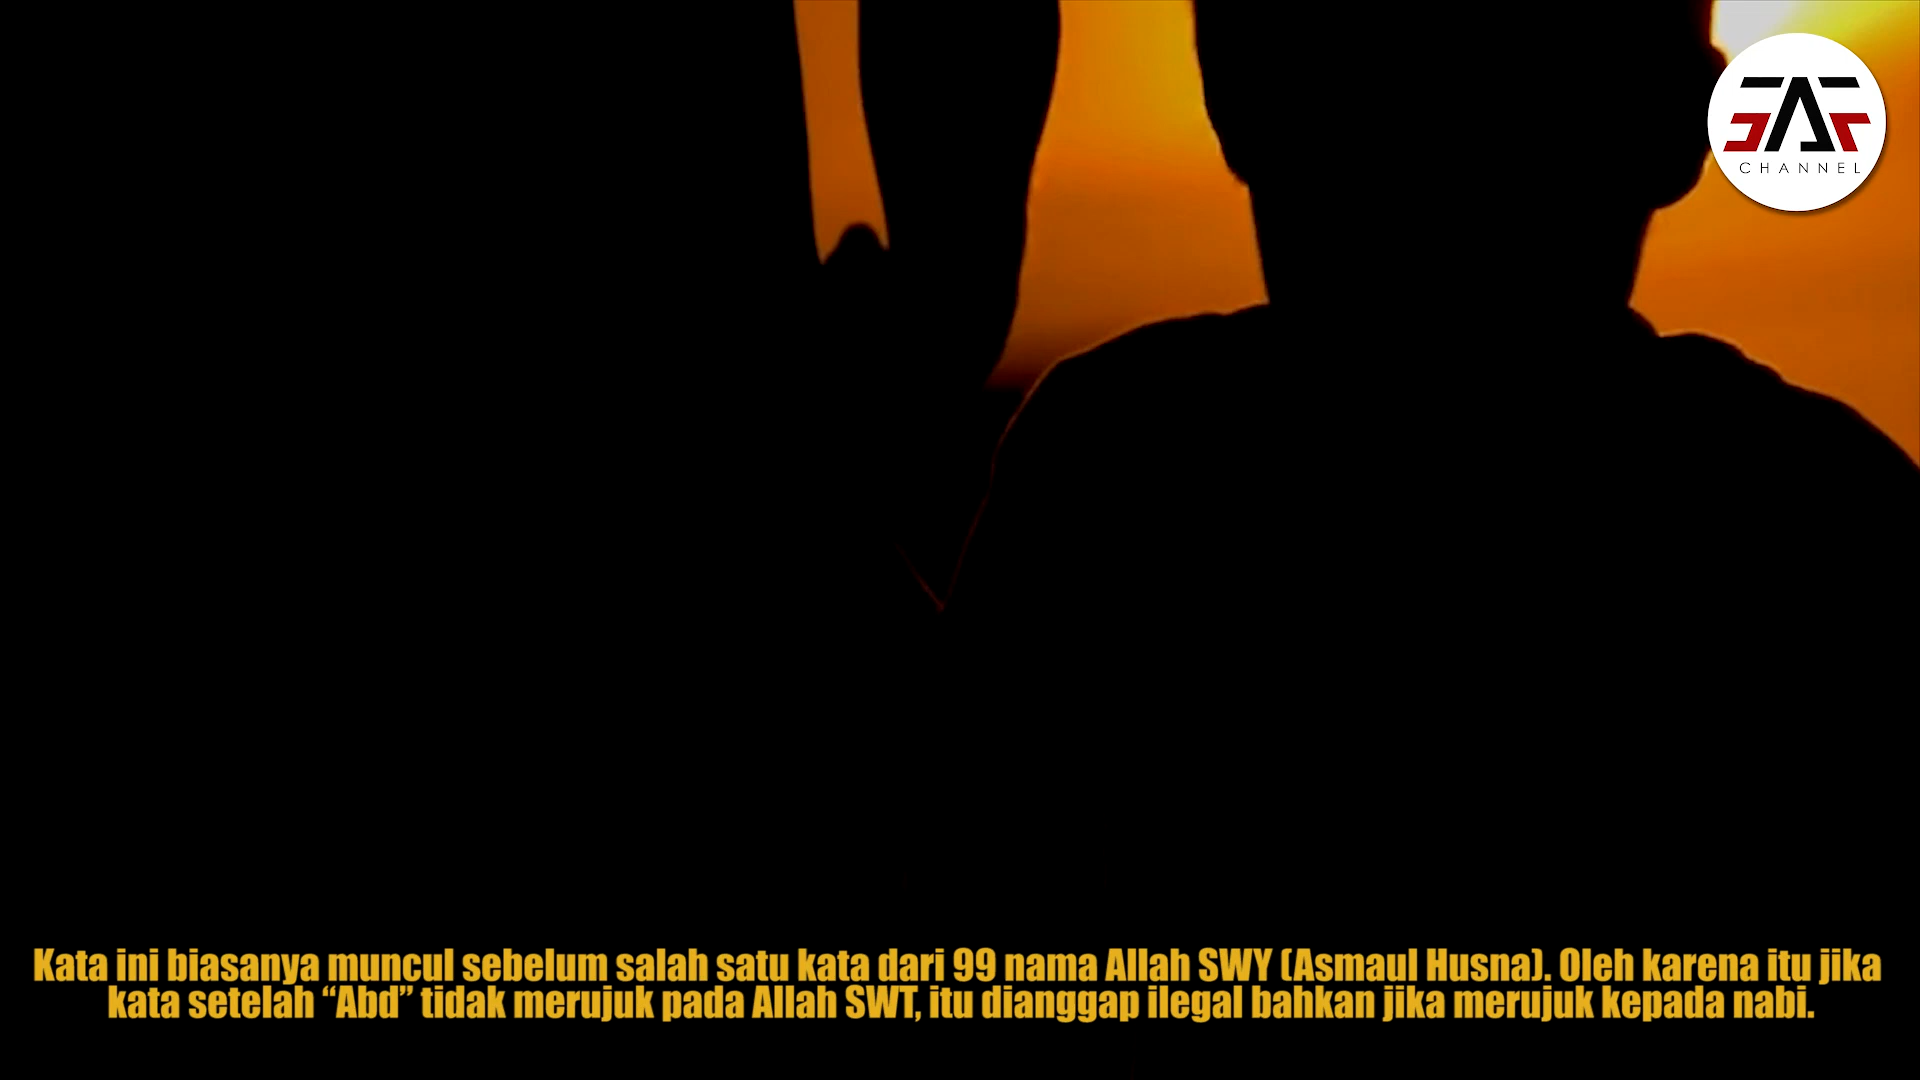 CHANNEL
Kata ini biasanya muncul sebelum salah satu kata dari 99 nama Allah SWY (Asmaul Husna). Oleh karena itu jika
kata setelah “Abd” tidak merujuk pada Allah SWT, itu dianggap ilegal bahkan jika merujuk kepada nabi.